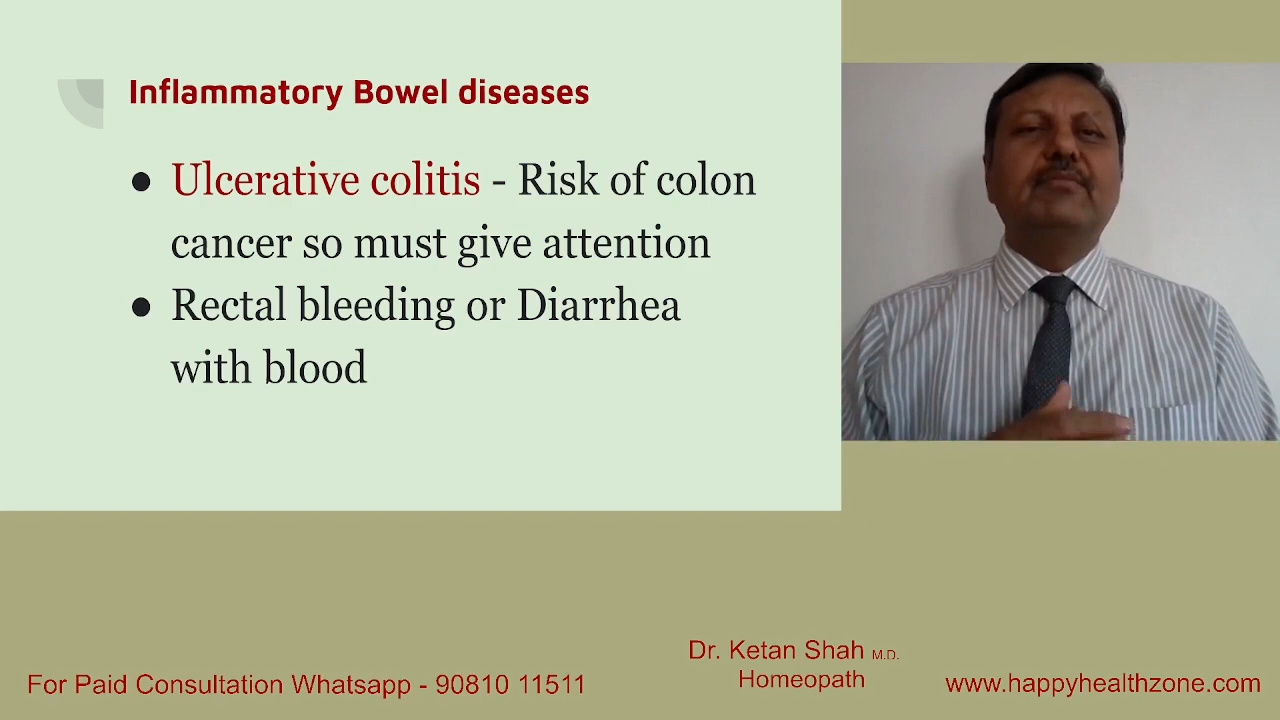 Inflammatory Bowel diseases
● Ulcerative colitis - Risk of colon
cancer so must give attention
● Rectal bleeding or Diarrhea
with blood
Dr. Ketan Shah M.D.
Homeopath
For Paid Consultation Whatsapp - 90810 11511
www.happyhealthzone.com